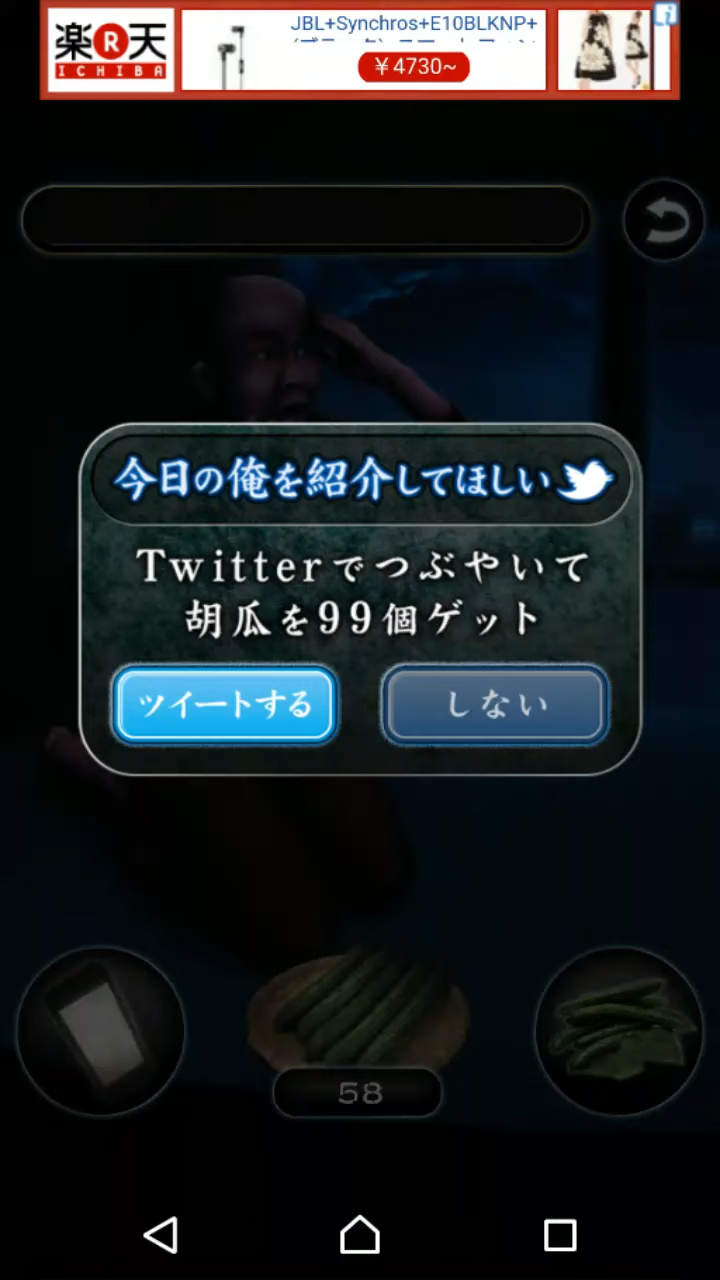 楽R天
ICHIBA
JBL+Synchros+E10BLKNP+
¥4730~
今日の俺を紹介してほしい
Twitterでつぶやいて
胡瓜を99個ゲット
ツイートする
しない
58